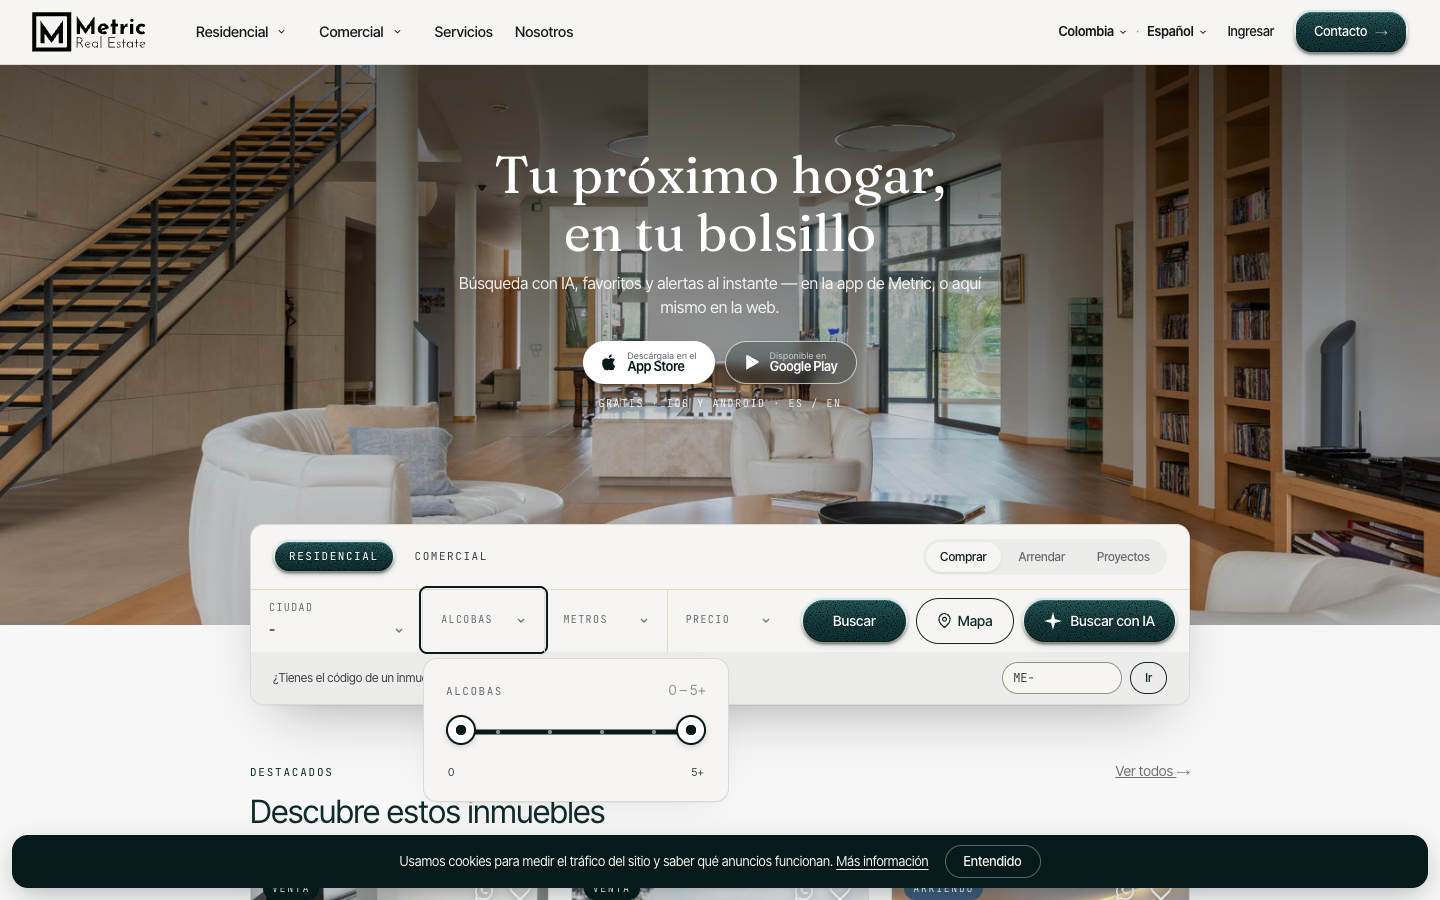 Metric
Real Estate
Residencial
Comercial
Servicios
Nosotros
Colombia · Español
Ingresar
Contacto →
Tu próximo hogar,
en tu bolsillo
Búsqueda con IA, favoritos y alertas al instante — en la app de Metric, o aquí
mismo en la web.
Descárgala en el
App Store
Disponible en
Google Play
GRATIS · IOS Y ANDROID · ES / EN
RESIDENCIAL
COMERCIAL
Comprar
Arrendar
Proyectos
CIUDAD
-
ALCOBAS
METROS
PRECIO
Buscar
Mapa
Buscar con IA
¿Tienes el código de un
ME-
Ir
ALCOBAS
0 – 5+
0
5+
DESTACADOS
Ver todos →
Descubre estos inmuebles
Usamos cookies para medir el tráfico del sitio y saber qué anuncios funcionan. Más información
Entendido
VENTA
VENTA
ARRIENDO